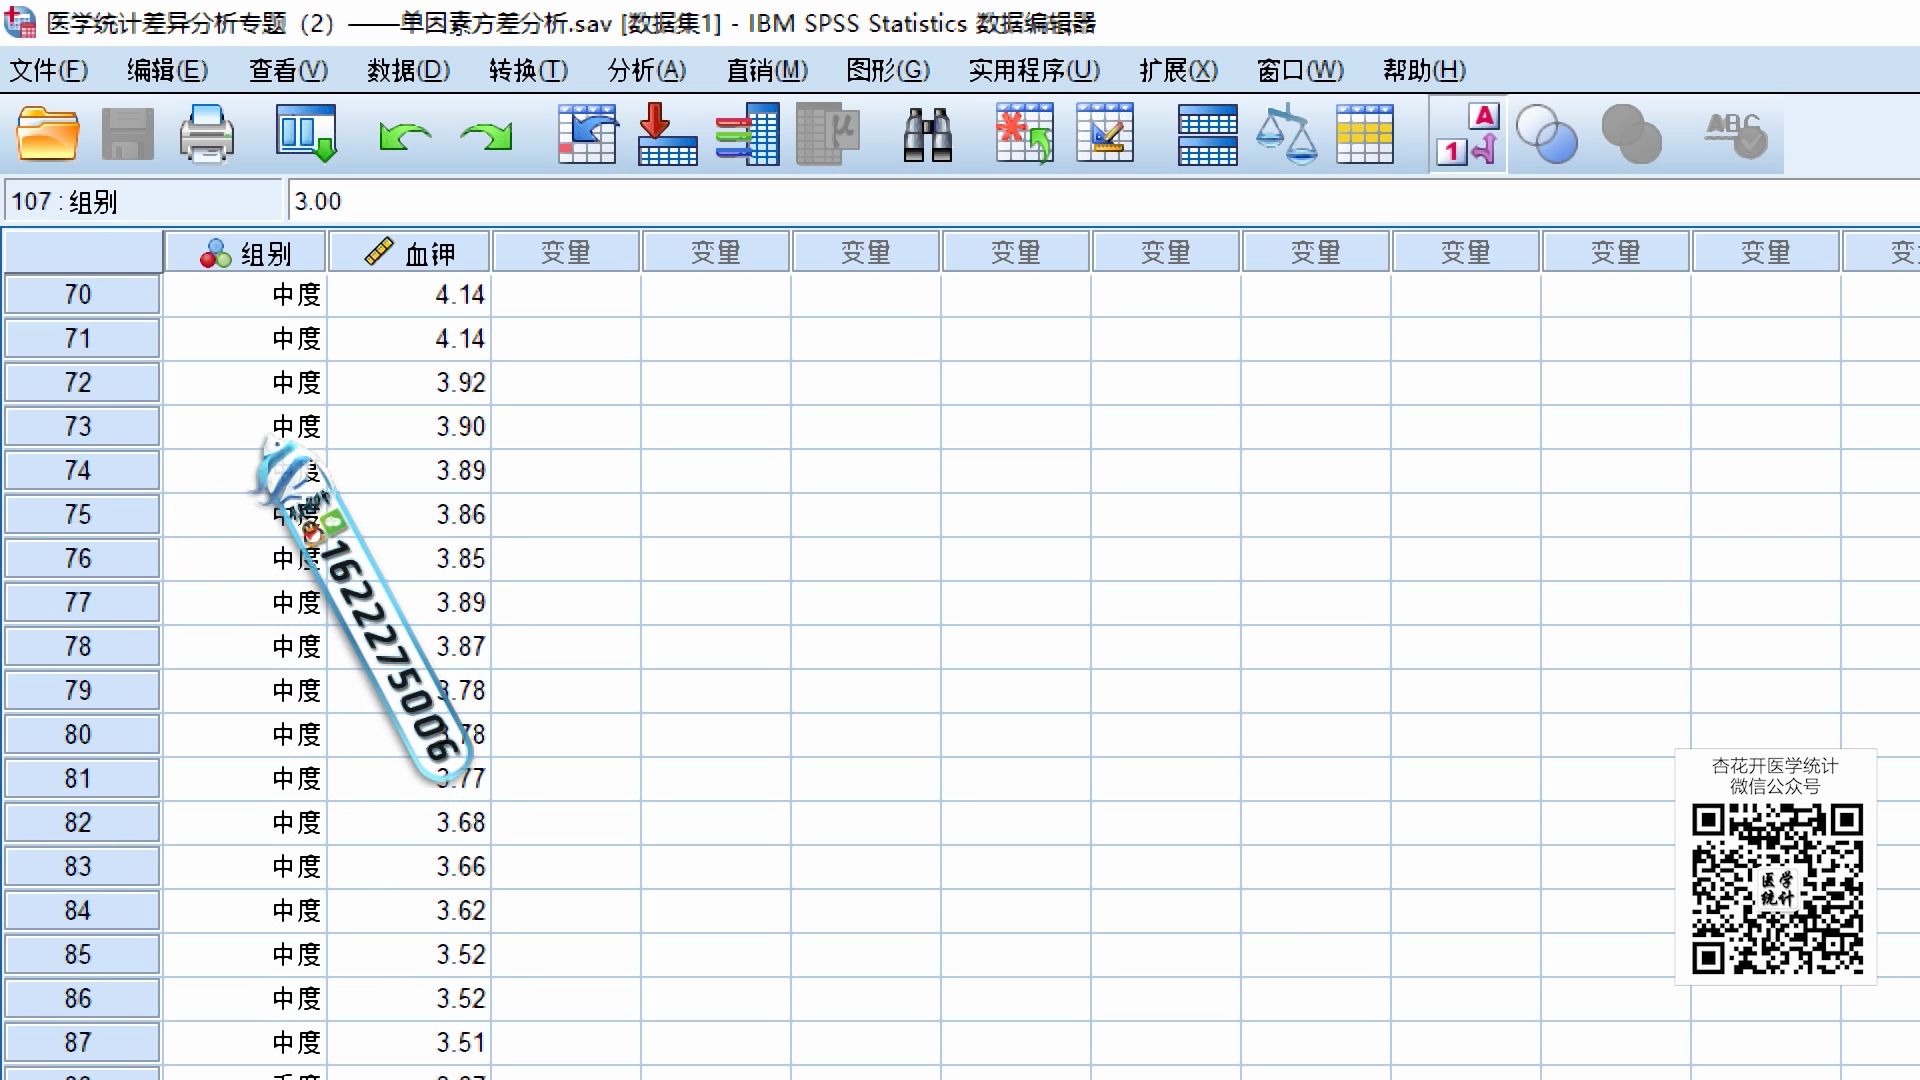 医学统计差异分析专题（2）——单因素方差分析.sav [数据集1] - IBM SPSS Statistics 数据编辑器
文件(F) 编辑(E) 查看(V) 数据(D) 转换(T) 分析(A) 直销(M) 图形(G) 实用程序(U) 扩展(X) 窗口(W) 帮助(H)
107 : 组别 3.00
组别 血钾 变量 变量 变量 变量 变量 变量 变量 变量 变量
70 中度 4.14
71 中度 4.14
72 中度 3.92
73 中度 3.90
74 3.89
75 3.86
76 中度 3.85
77 中度 3.89
78 中度 3.87
79 中度 3.78
80 中度
81 中度 3.77
82 中度 3.68
83 中度 3.66
84 中度 3.62
85 中度 3.52
86 中度 3.52
87 中度 3.51
1622275006
杏花开医学统计
微信公众号
医学
统计